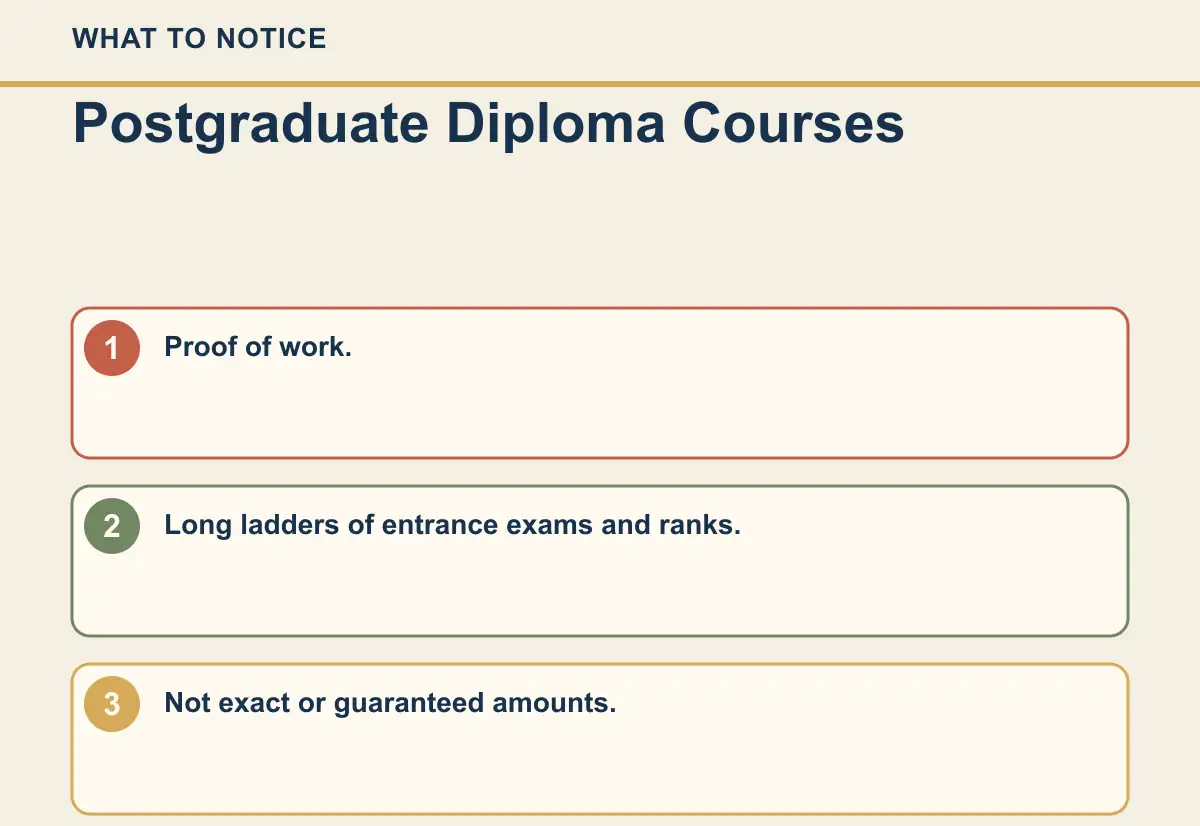 WHAT TO NOTICE
Postgraduate Diploma Courses
1 Proof of work.
2 Long ladders of entrance exams and ranks.
3 Not exact or guaranteed amounts.